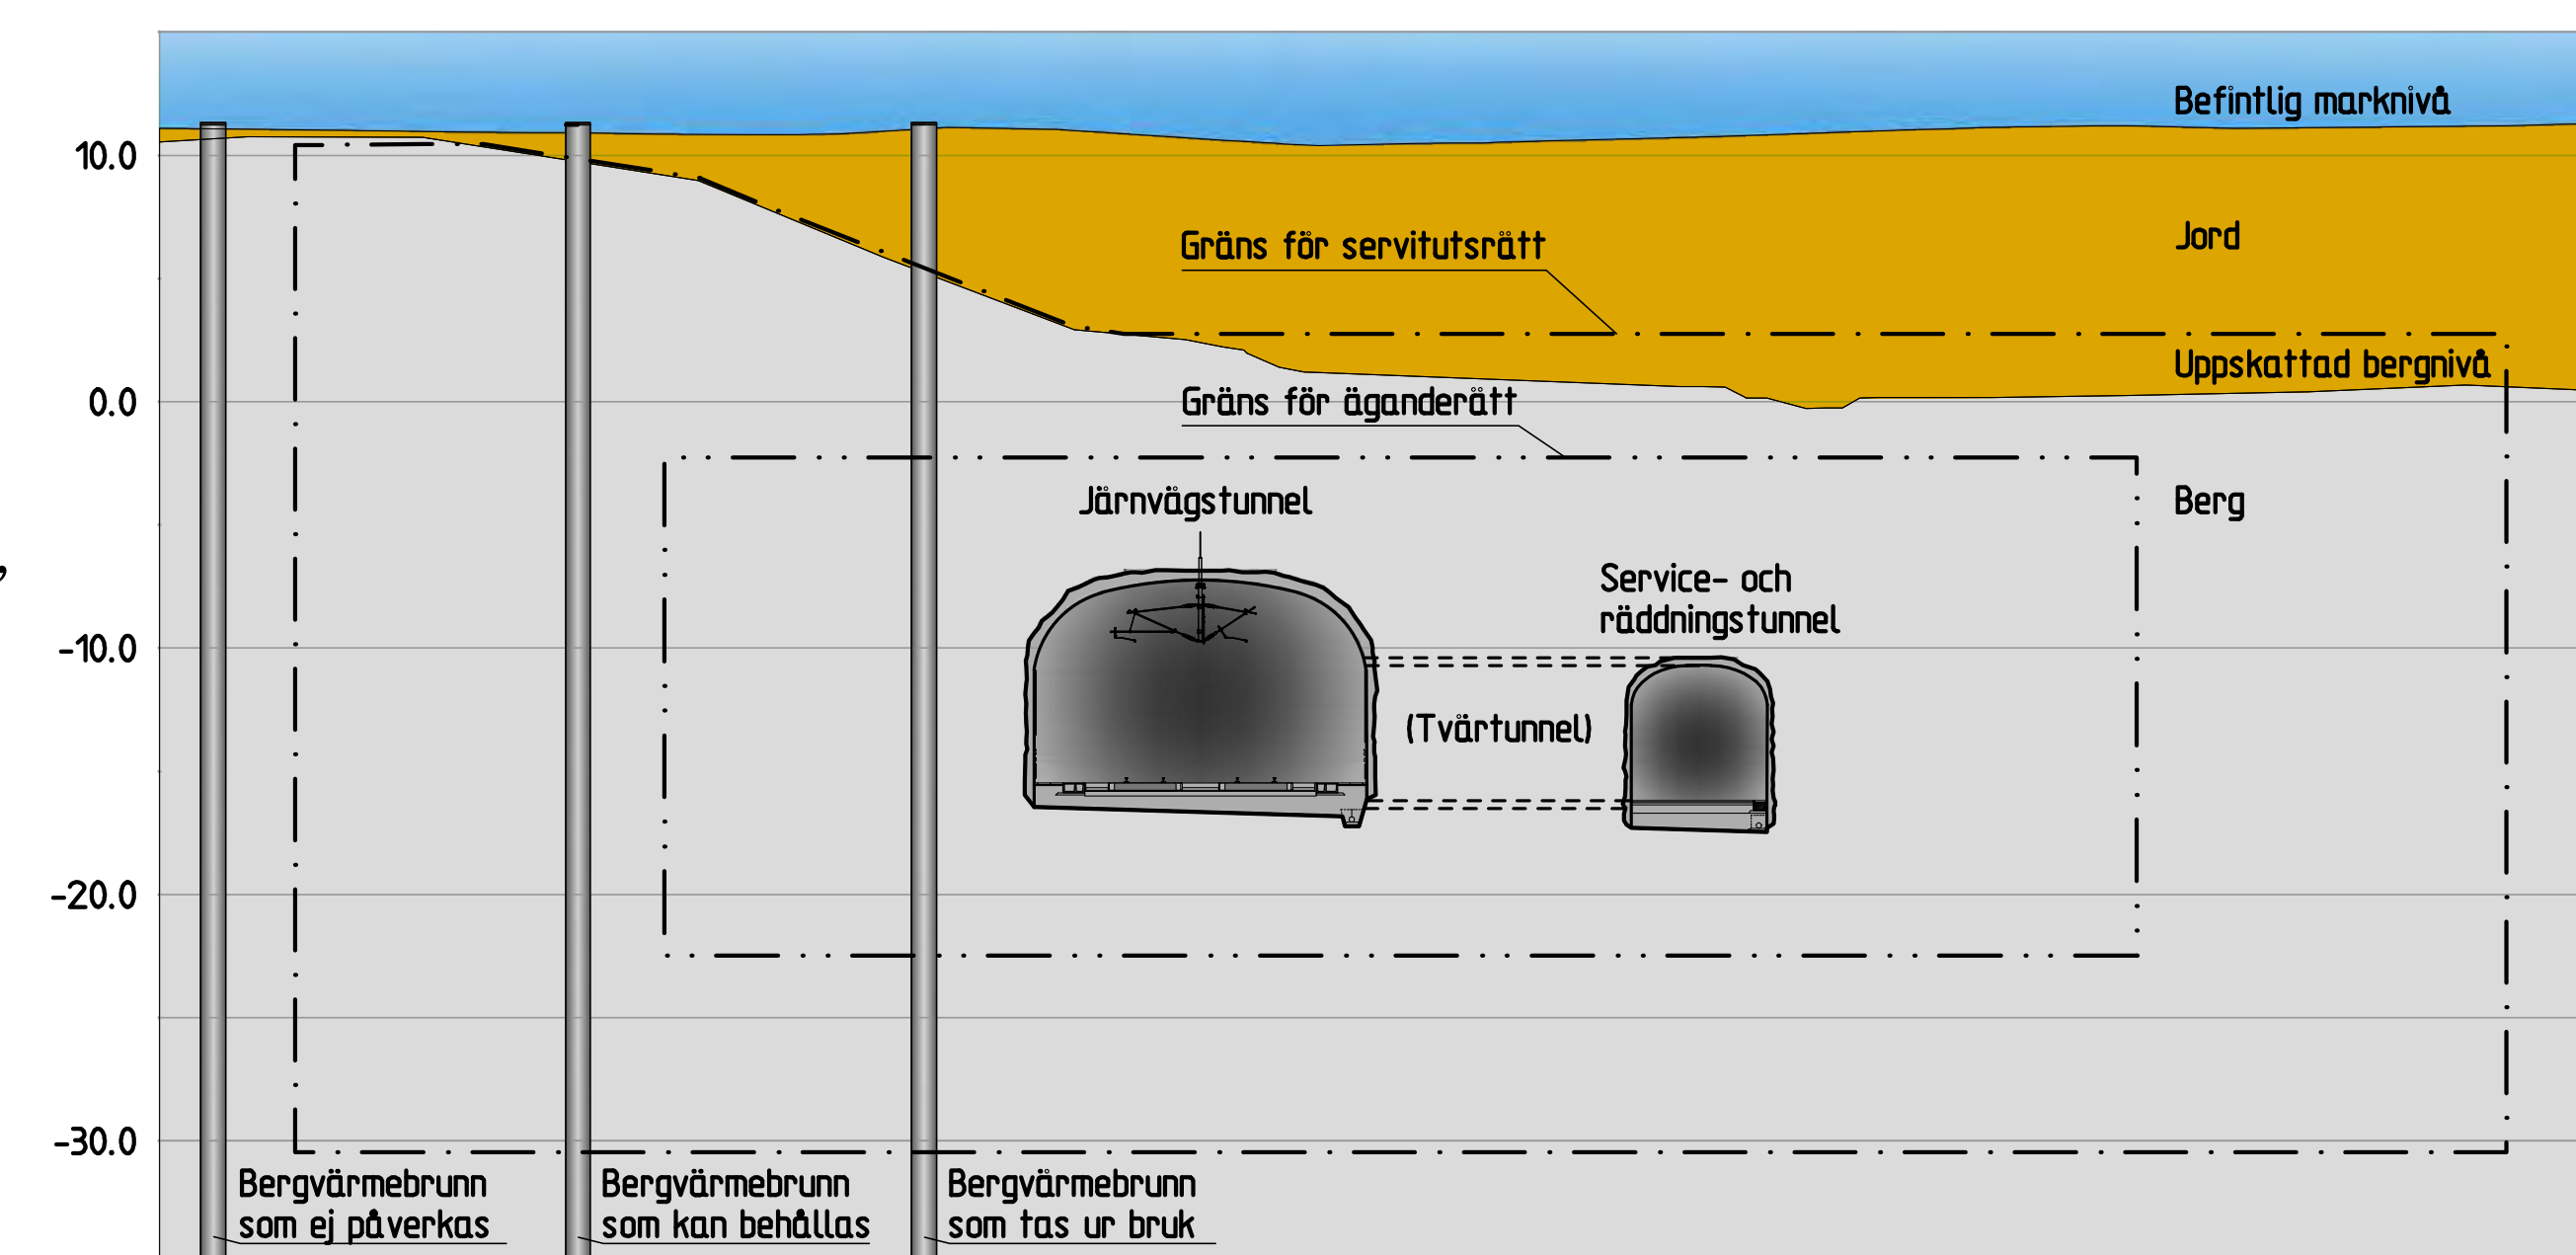 Befintlig marknivå
10.0
Jord
Gräns för servitutsrått
Uppskattad bergnivå
0.0
Gräns för äganderått
Järnvägstunnel
Berg
Service- och
räddningstunnel
-10.0
(Tvärtunnel)
-20.0
-30.0
Bergvärmebrunn
som ej påverkas
Bergvärmebrunn
som kan behållas
Bergvärmebrunn
som tas ur bruk